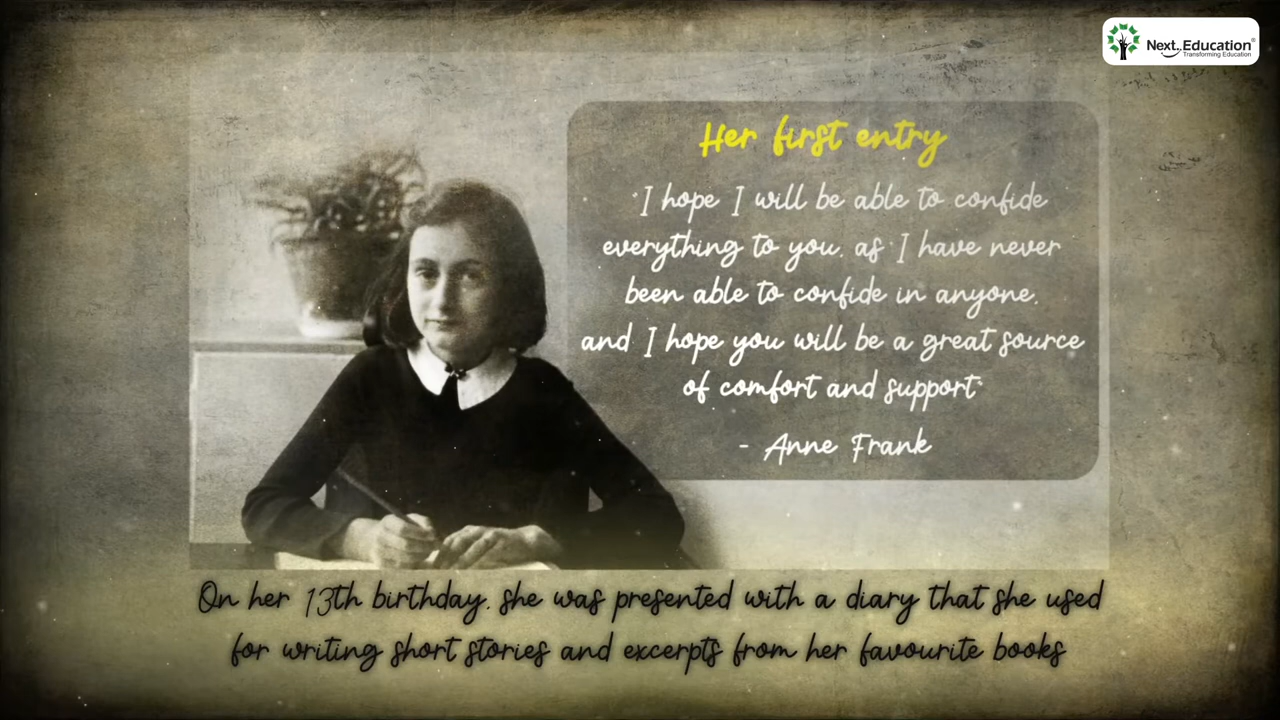 Next Education®
Transforming Education
Her first entry
"I hope I will be able to confide
everything to you, as I have never
been able to confide in anyone,
and I hope you will be a great source
of comfort and support"
- Anne Frank
On her 13th birthday, she was presented with a diary that she used
for writing short stories and excerpts from her favourite books